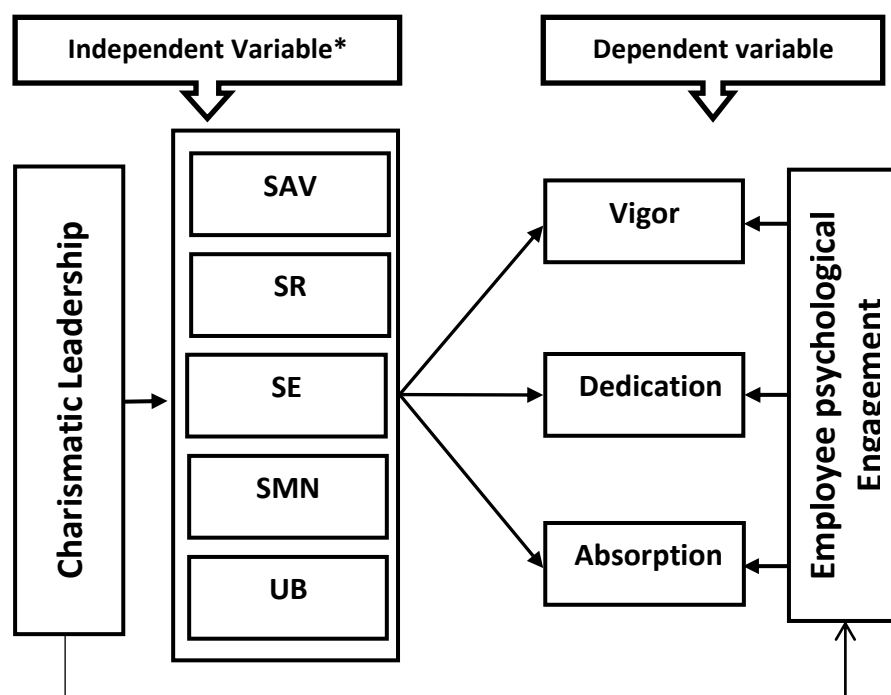 Independent Variable*
Dependent variable
Charismatic Leadership
SAV
SR
SE
SMN
UB
Vigor
Dedication
Absorption
Employee psychological
Engagement